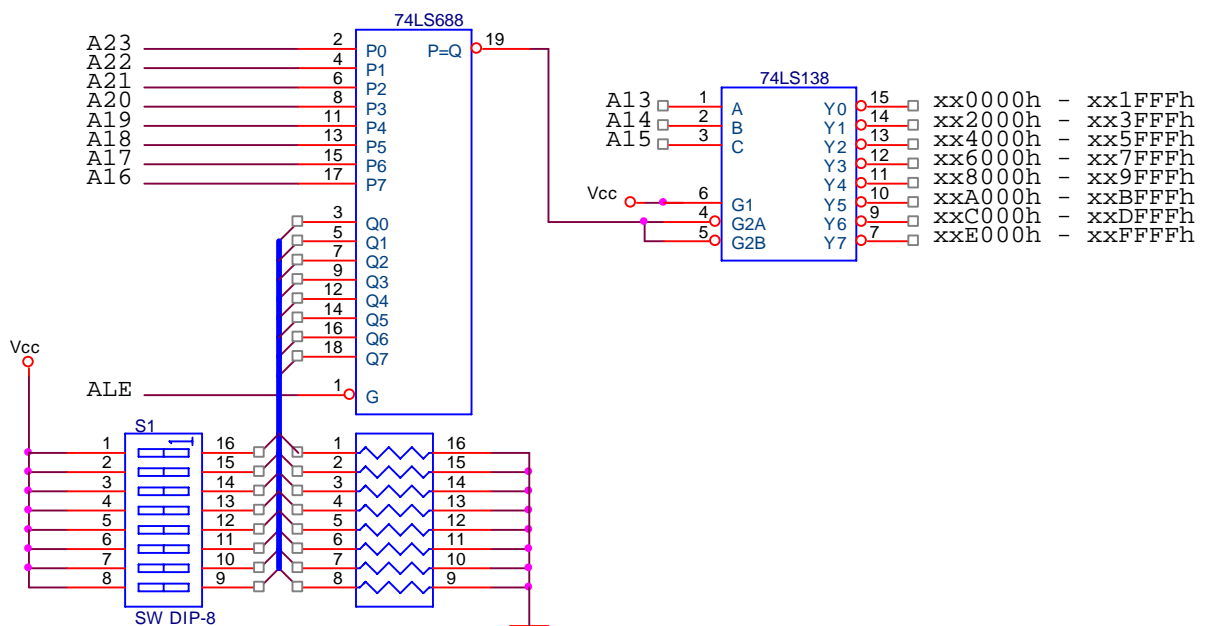 74LS688
A23 2 P0 P=Q 19
A22 4 P1
A21 6 P2
A20 8 P3
A19 11 P4
A18 13 P5
A17 15 P6
A16 17 P7
3 Q0
5 Q1
7 Q2
9 Q3
12 Q4
14 Q5
16 Q6
18 Q7
ALE 1 G
74LS138
A13 1 A Y0 15 xx0000h - xx1FFFh
A14 2 B Y1 14 xx2000h - xx3FFFh
A15 3 C Y2 13 xx4000h - xx5FFFh
Y3 12 xx6000h - xx7FFFh
Y4 11 xx8000h - xx9FFFh
Vcc 6 G1 Y5 10 xxA000h - xxBFFFh
4 G2A Y6 9 xxC000h - xxDFFFh
5 G2B Y7 7 xxE000h - xxFFFFh
Vcc
S1
1 1 16 1 16
2 15 2 15
3 14 3 14
4 13 4 13
5 12 5 12
6 11 6 11
7 10 7 10
8 9 8 9
SW DIP-8